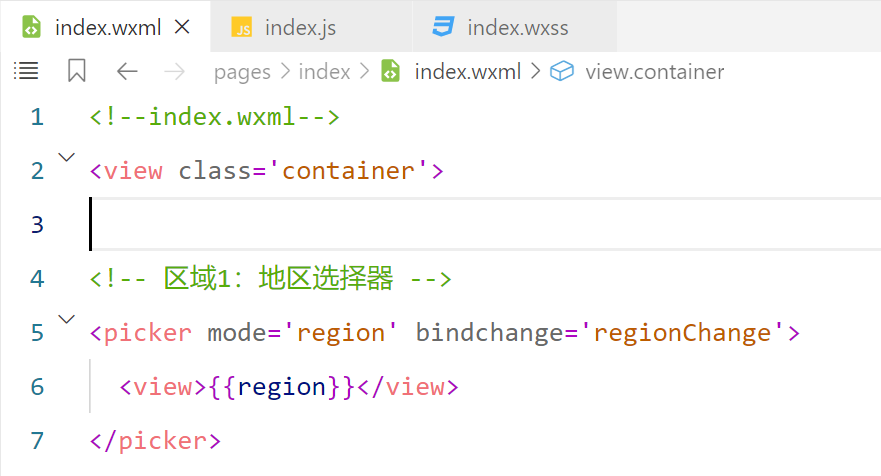 index.wxml index.js index.wxss
pages index index.wxml view.container
1 <!--index.wxml-->
2 <view class='container'>
3
4 <!-- 区域1：地区选择器 -->
5 <picker mode='region' bindchange='regionChange'>
6 <view>{{region}}</view>
7 </picker>